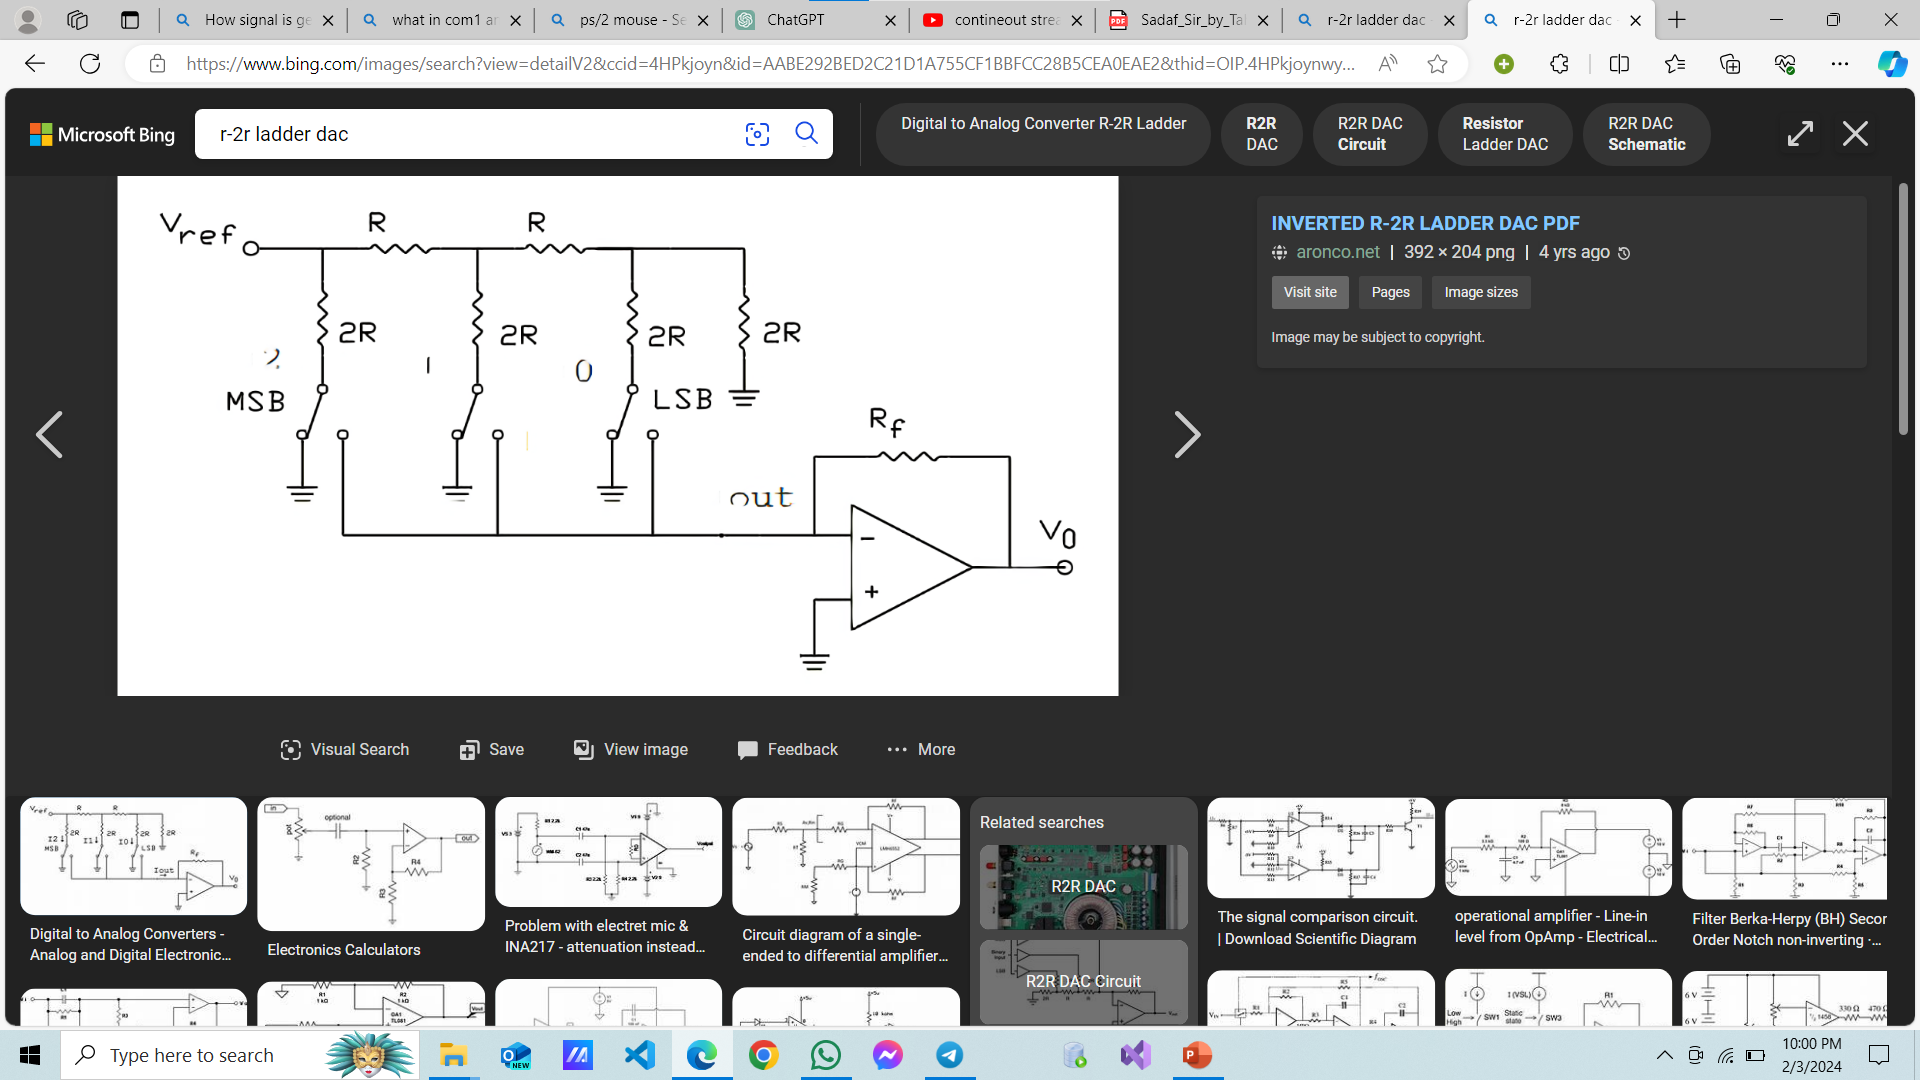 How signal is ge
what in com1 ar
ps/2 mouse - Se
ChatGPT
contineout strea
Sadaf_Sir_by_Tal
r-2r ladder dac
r-2r ladder dac -
https://www.bing.com/images/search?view=detailV2&ccid=4HPkjoyn&id=AABE292BED2C21D1A755CF1BBFCC28B5CEA0EAE2&thid=OIP.4HPkjoynwy...
Microsoft Bing
r-2r ladder dac
Digital to Analog Converter R-2R Ladder
R2R
DAC
R2R DAC
Circuit
Resistor
Ladder DAC
R2R DAC
Schematic
Vref
R
R
2R
2R
2R
2R
2
1
0
MSB
LSB
Rf
out
V0
-
+
INVERTED R-2R LADDER DAC PDF
aronco.net | 392 × 204 png | 4 yrs ago
Visit site
Pages
Image sizes
Image may be subject to copyright.
Visual Search
Save
View image
Feedback
More
Digital to Analog Converters -
Analog and Digital Electronic...
Electronics Calculators
Problem with electret mic &
INA217 - attenuation instead...
Circuit diagram of a single-
ended to differential amplifier...
Related searches
R2R DAC
R2R DAC Circuit
The signal comparison circuit.
| Download Scientific Diagram
operational amplifier - Line-in
level from OpAmp - Electrical...
Filter Berka-Herpy (BH) Secor
Order Notch non-inverting ·...
Type here to search
10:00 PM
2/3/2024